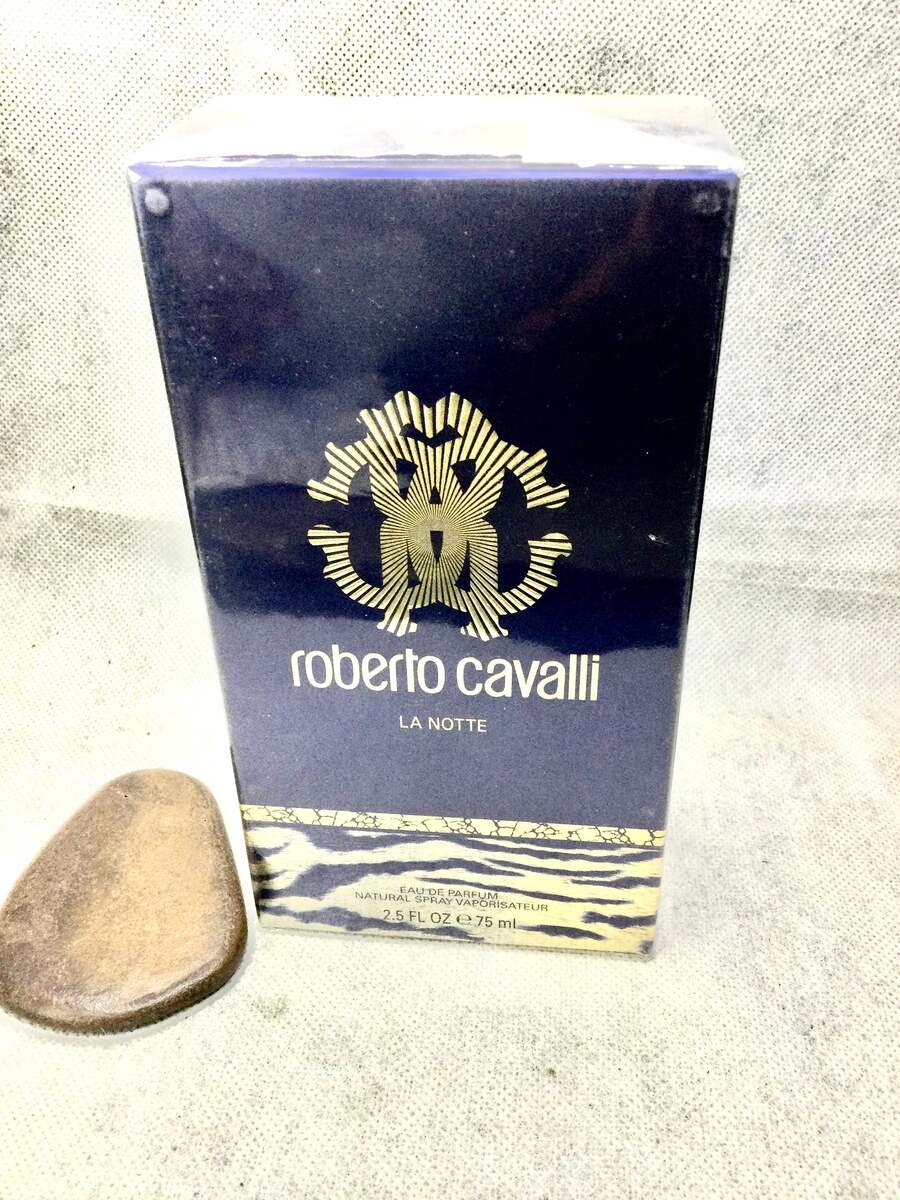 roberto cavalli
LA NOTTE
EAU DE PARFUM
NATURAL SPRAY VAPORISATEUR
2.5 FL OZ ℮ 75 ml